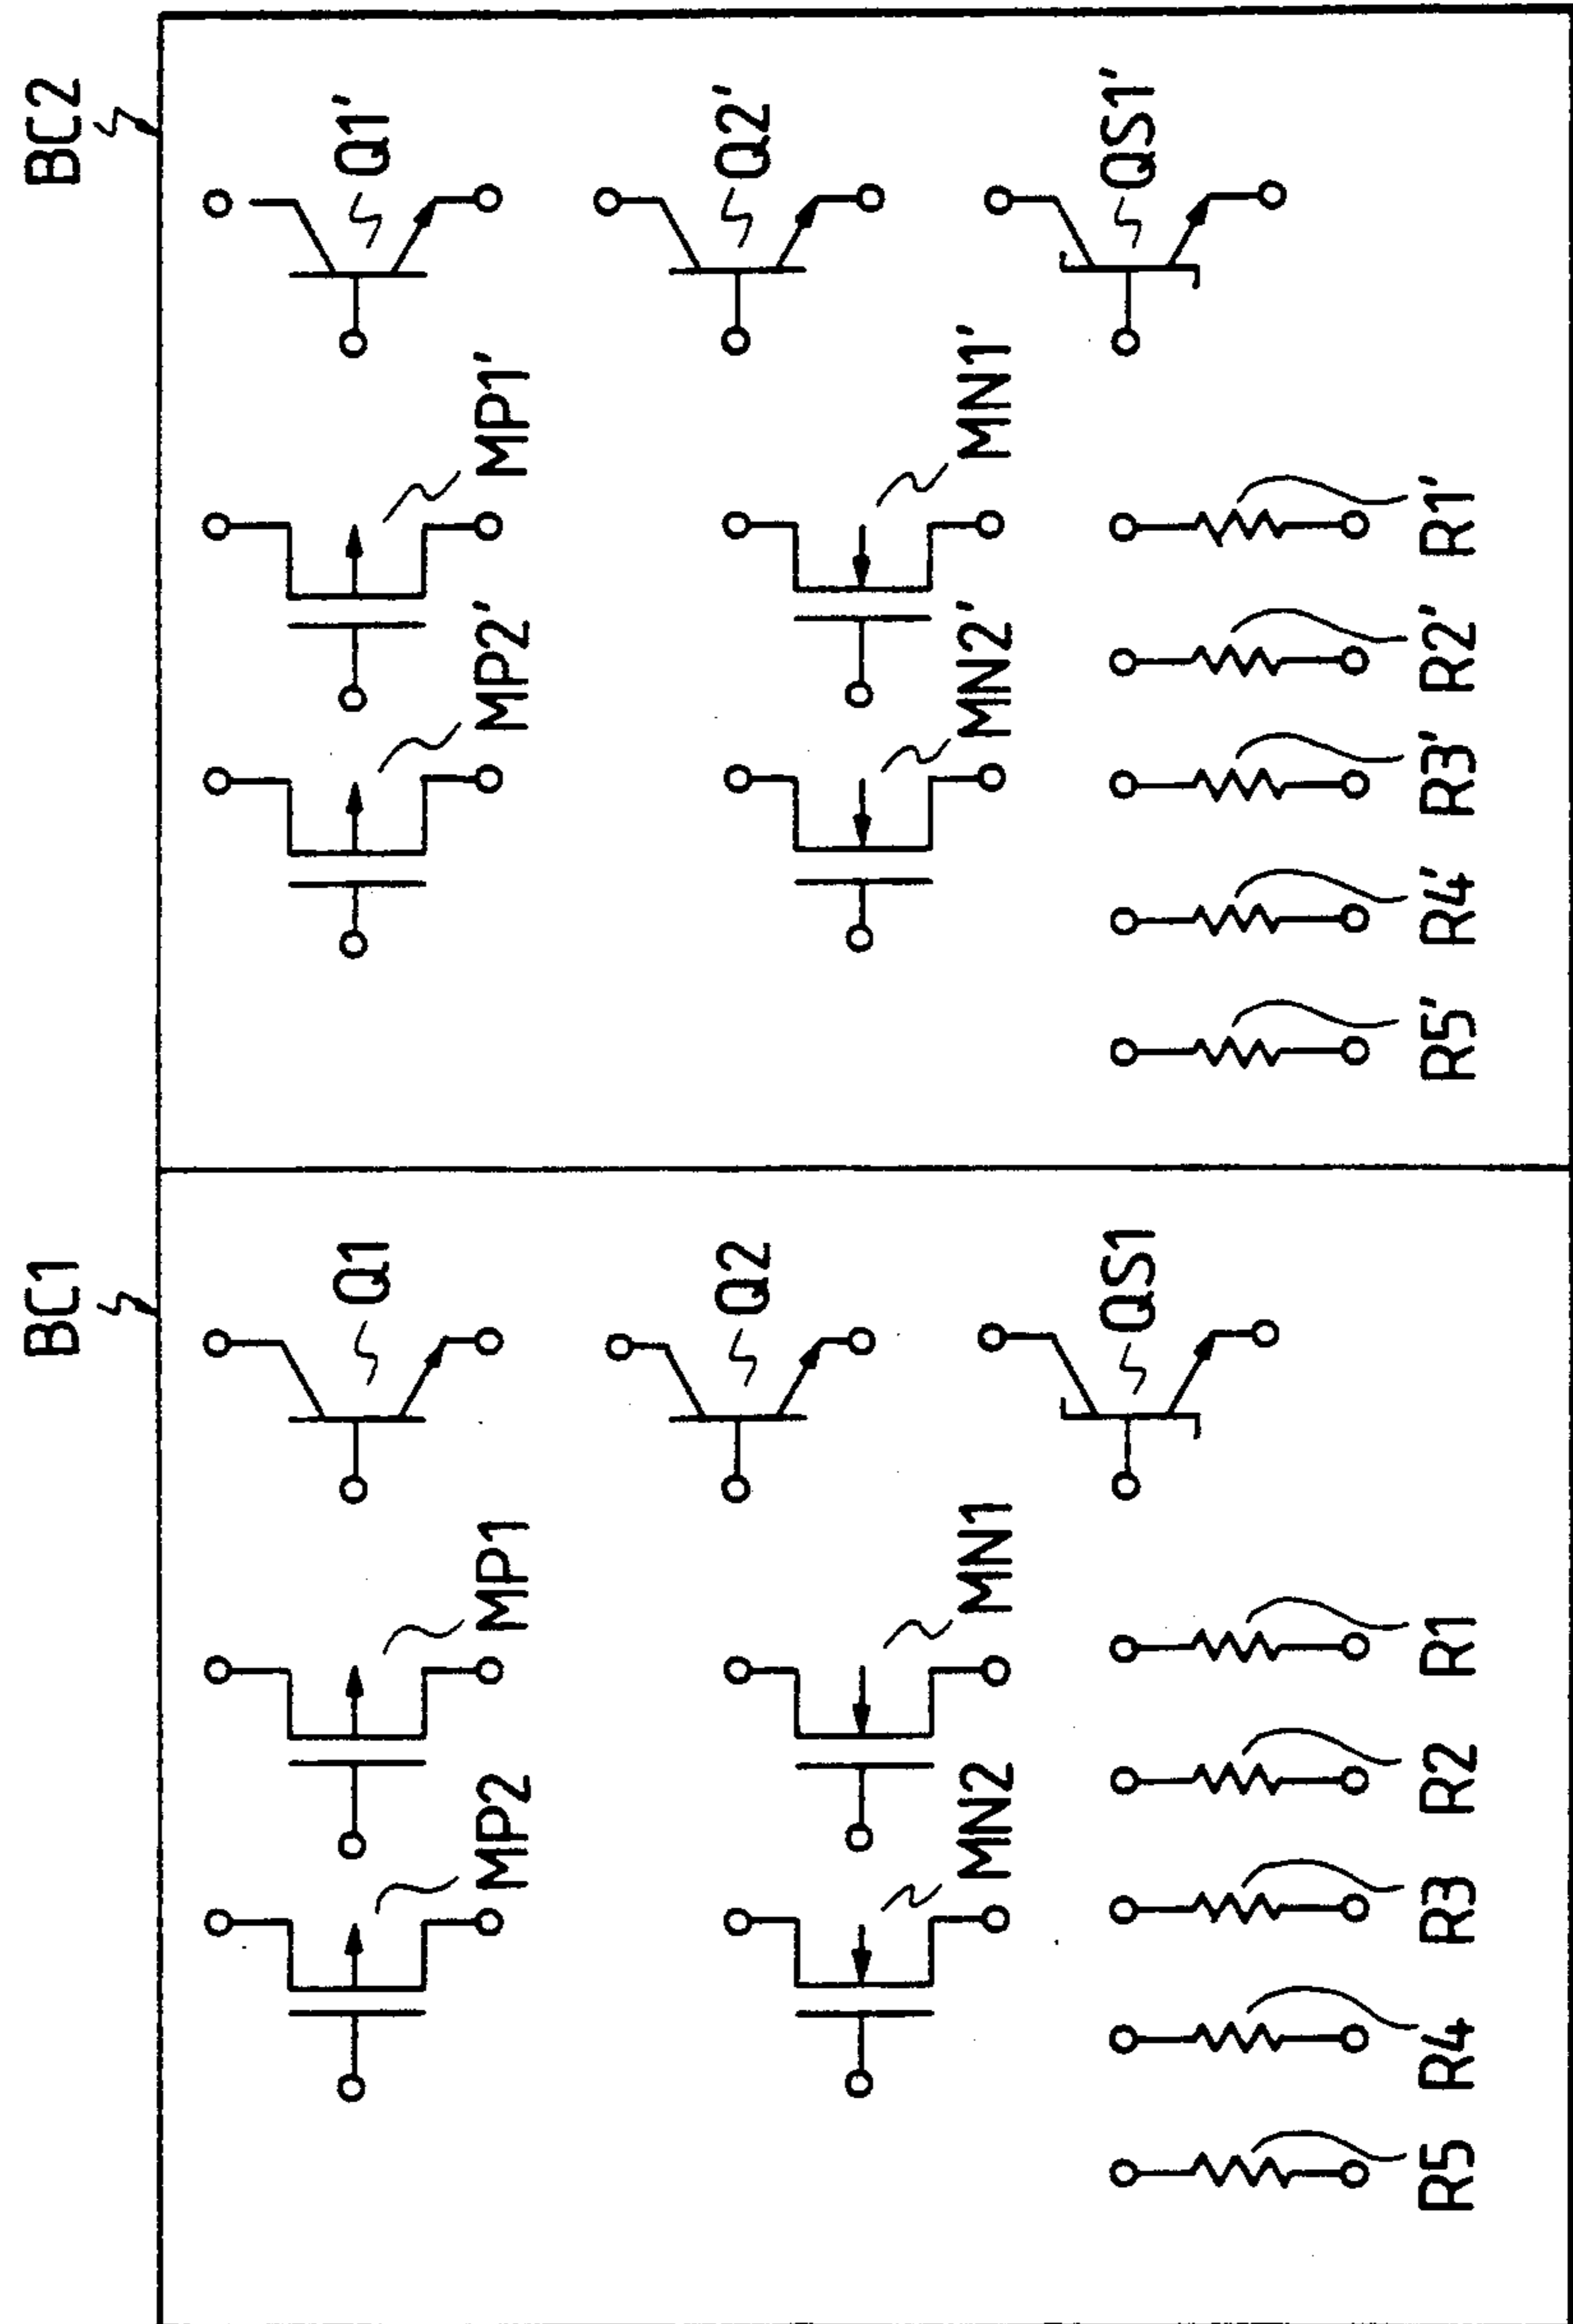 BC2
Q1'
Q2'
QS1'
MP1'
MN1'
MP2'
MN2'
R1'
R2'
R3'
R4'
R5'
BC1
Q1
Q2
QS1
MP1
MN1
MP2
MN2
R1
R2
R3
R4
R5